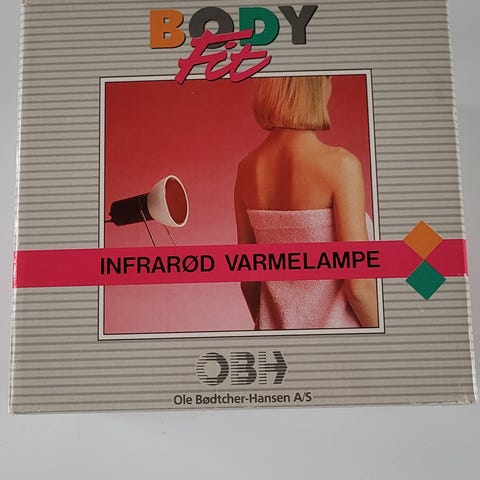 BODY
Fit
INFRARØD VARMELAMPE
OBH
Ole Bødtcher-Hansen A/S